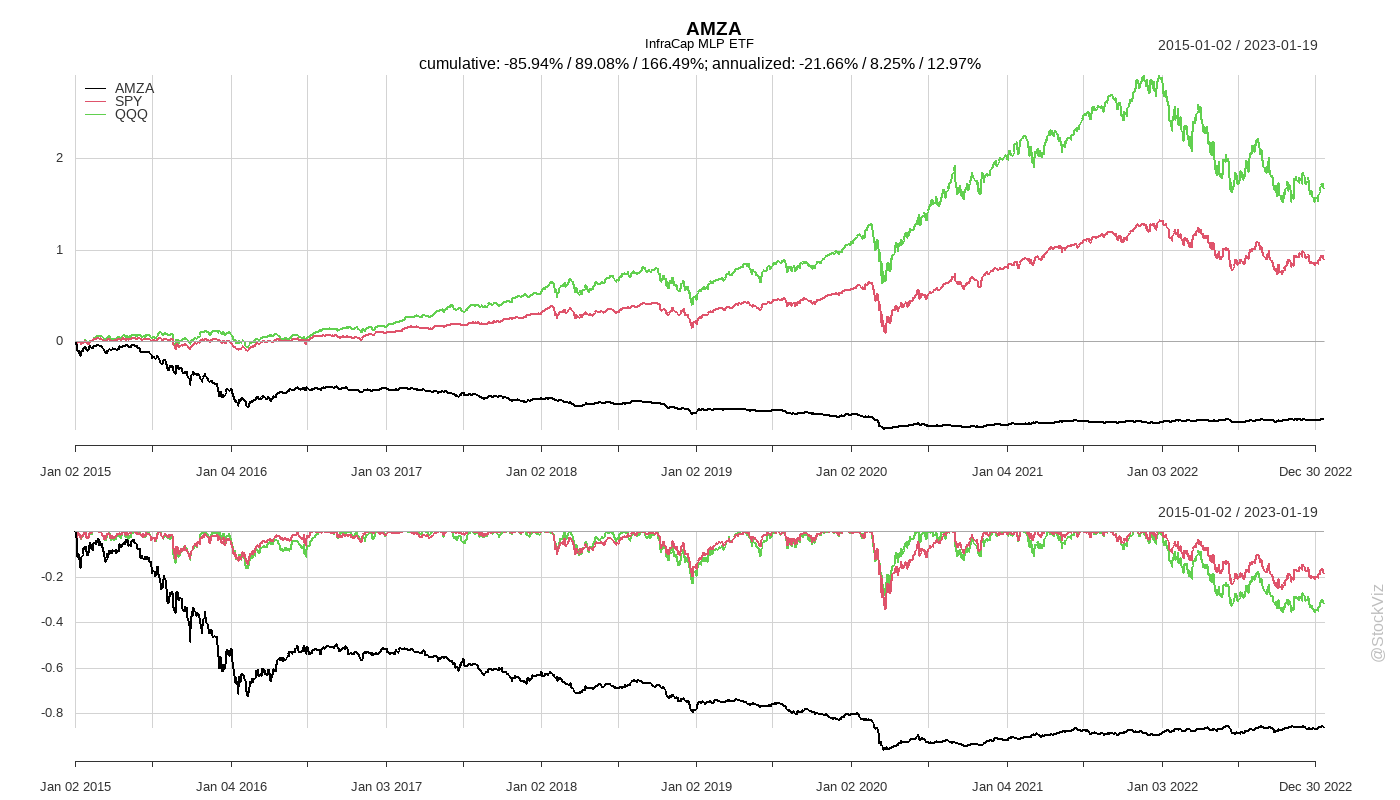 AMZA
InfraCap MLP ETF
2015-01-02 / 2023-01-19
cumulative: -85.94% / 89.08% / 166.49%; annualized: -21.66% / 8.25% / 12.97%
AMZA
SPY
QQQ
2
1
0
Jan 02 2015 Jan 04 2016 Jan 03 2017 Jan 02 2018 Jan 02 2019 Jan 02 2020 Jan 04 2021 Jan 03 2022 Dec 30 2022
2015-01-02 / 2023-01-19
-0.2
-0.4
-0.6
-0.8
Jan 02 2015 Jan 04 2016 Jan 03 2017 Jan 02 2018 Jan 02 2019 Jan 02 2020 Jan 04 2021 Jan 03 2022 Dec 30 2022
@StockViz